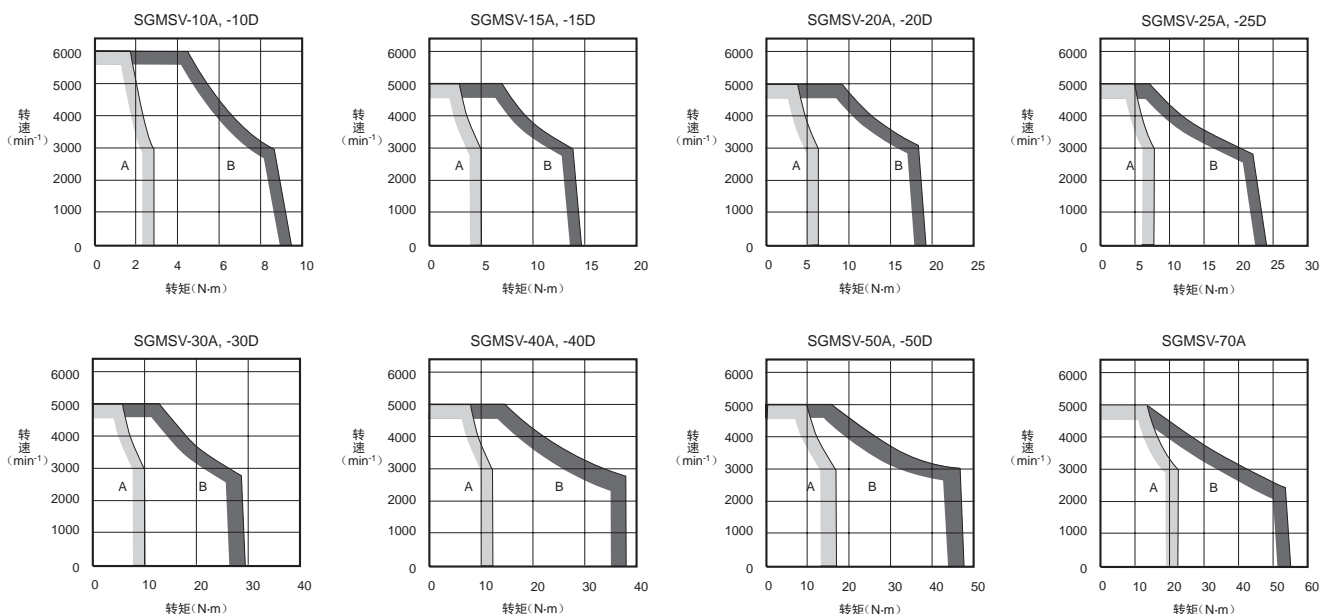 SGMSV-10A, -10D
6000
5000
4000
3000
2000
1000
0
转速
(min-1)
A
B
0 2 4 6 8 10
转矩(N·m)
SGMSV-15A, -15D
6000
5000
4000
3000
2000
1000
0
转速
(min-1)
A
B
0 5 10 15 20
转矩(N·m)
SGMSV-20A, -20D
6000
5000
4000
3000
2000
1000
0
转速
(min-1)
A
B
0 5 10 15 20 25
转矩(N·m)
SGMSV-25A, -25D
6000
5000
4000
3000
2000
1000
0
转速
(min-1)
A
B
0 5 10 15 20 25 30
转矩(N·m)
SGMSV-30A, -30D
6000
5000
4000
3000
2000
1000
0
转速
(min-1)
A
B
0 10 20 30 40
转矩(N·m)
SGMSV-40A, -40D
6000
5000
4000
3000
2000
1000
0
转速
(min-1)
A
B
0 10 20 30 40
转矩(N·m)
SGMSV-50A, -50D
6000
5000
4000
3000
2000
1000
0
转速
(min-1)
A
B
0 10 20 30 40 50
转矩(N·m)
SGMSV-70A
6000
5000
4000
3000
2000
1000
0
转速
(min-1)
A
B
0 10 20 30 40 50 60
转矩(N·m)